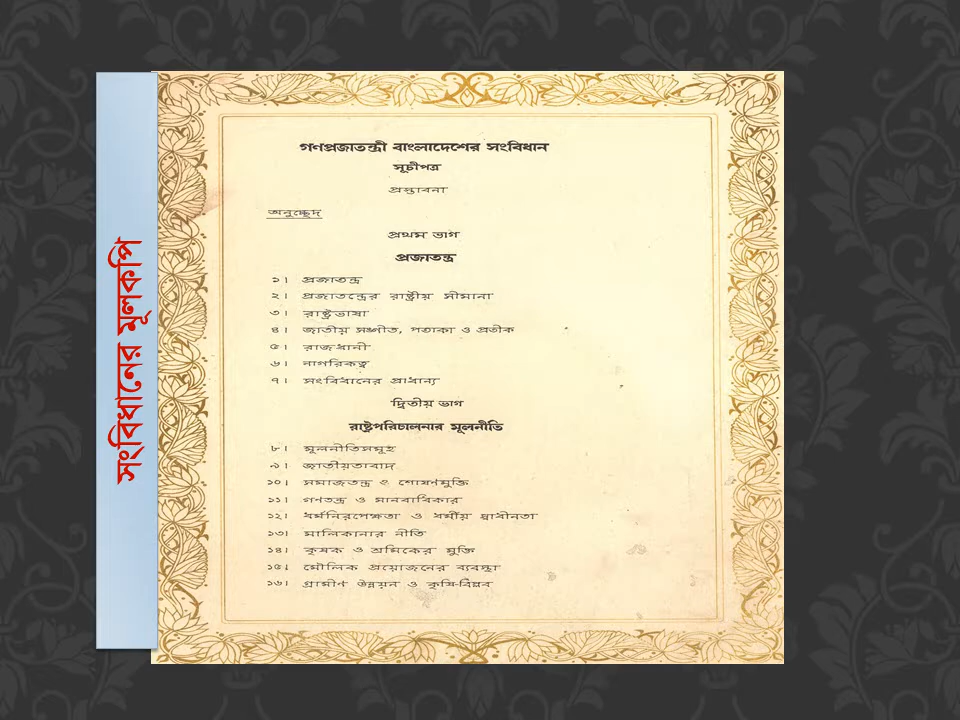 সংবিধানের মূলকপি
গণপ্রজাতন্ত্রী বাংলাদেশের সংবিধান
সূচীপত্র
প্রস্তাবনা
অনুচ্ছেদ
প্রথম ভাগ
প্রজাতন্ত্র
১। প্রজাতন্ত্র
২। প্রজাতন্ত্রের রাষ্ট্রীয় সীমানা
৩। রাষ্ট্রভাষা
৪। জাতীয় সঙ্গীত, পতাকা ও প্রতীক
৫। রাজধানী
৬। নাগরিকত্ব
৭। সংবিধানের প্রাধান্য
দ্বিতীয় ভাগ
রাষ্ট্রপরিচালনার মূলনীতি
৮। মূলনীতিসমূহ
৯। জাতীয়তাবাদ
১০। সমাজতন্ত্র ও শোষণমুক্তি
১১। গণতন্ত্র ও মানবাধিকার
১২। ধর্মনিরপেক্ষতা ও ধর্মীয় স্বাধীনতা
১৩। মালিকানার নীতি
১৪। কৃষক ও শ্রমিকের মুক্তি
১৫। মৌলিক প্রয়োজনের ব্যবস্থা
১৬। গ্রামীণ উন্নয়ন ও কৃষি-বিপ্লব